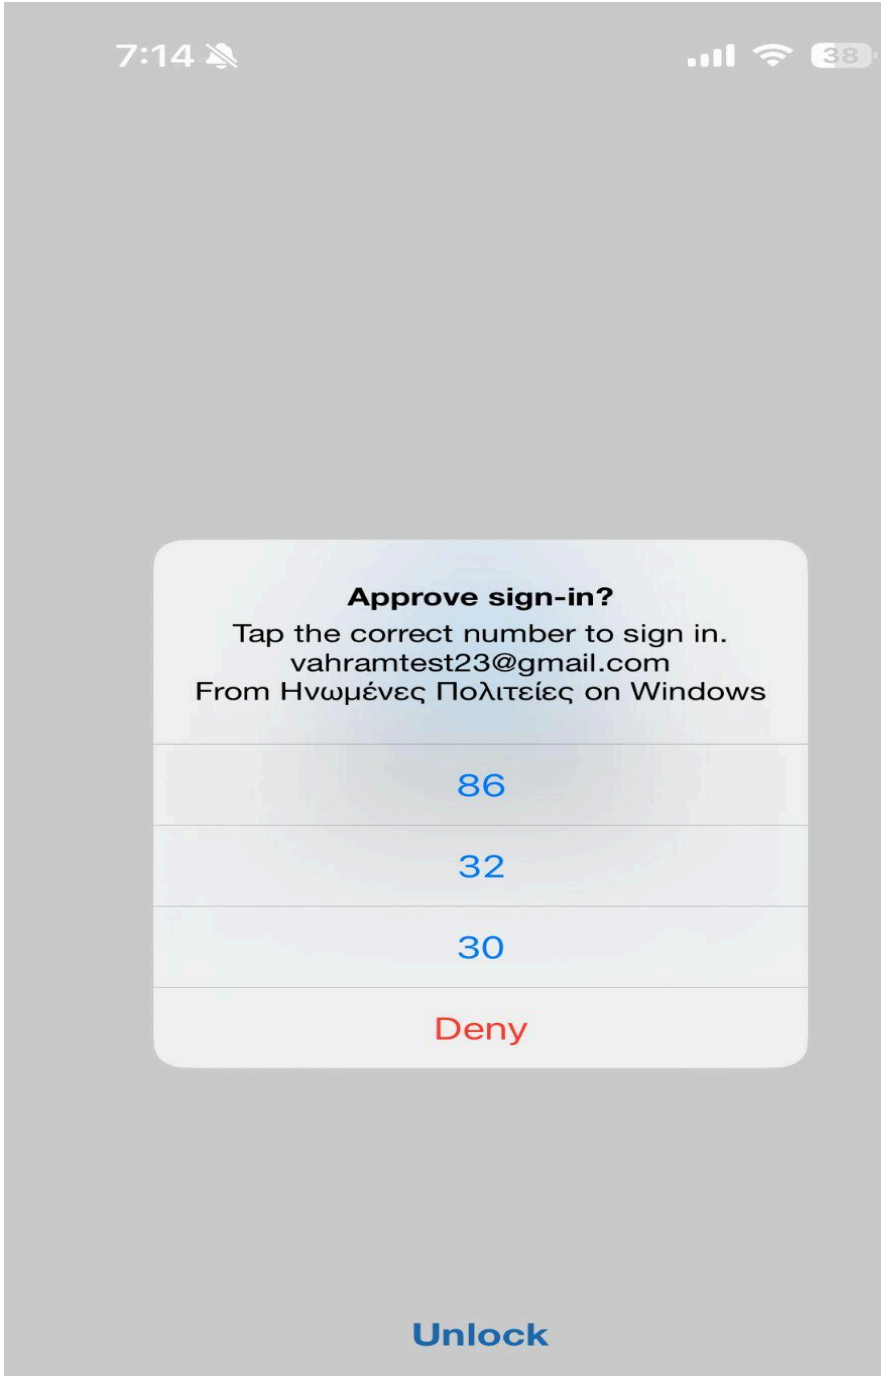 7:14
38
Approve sign-in?
Tap the correct number to sign in.
vahramtest23@gmail.com
From Ηνωμένες Πολιτείες on Windows
86
32
30
Deny
Unlock